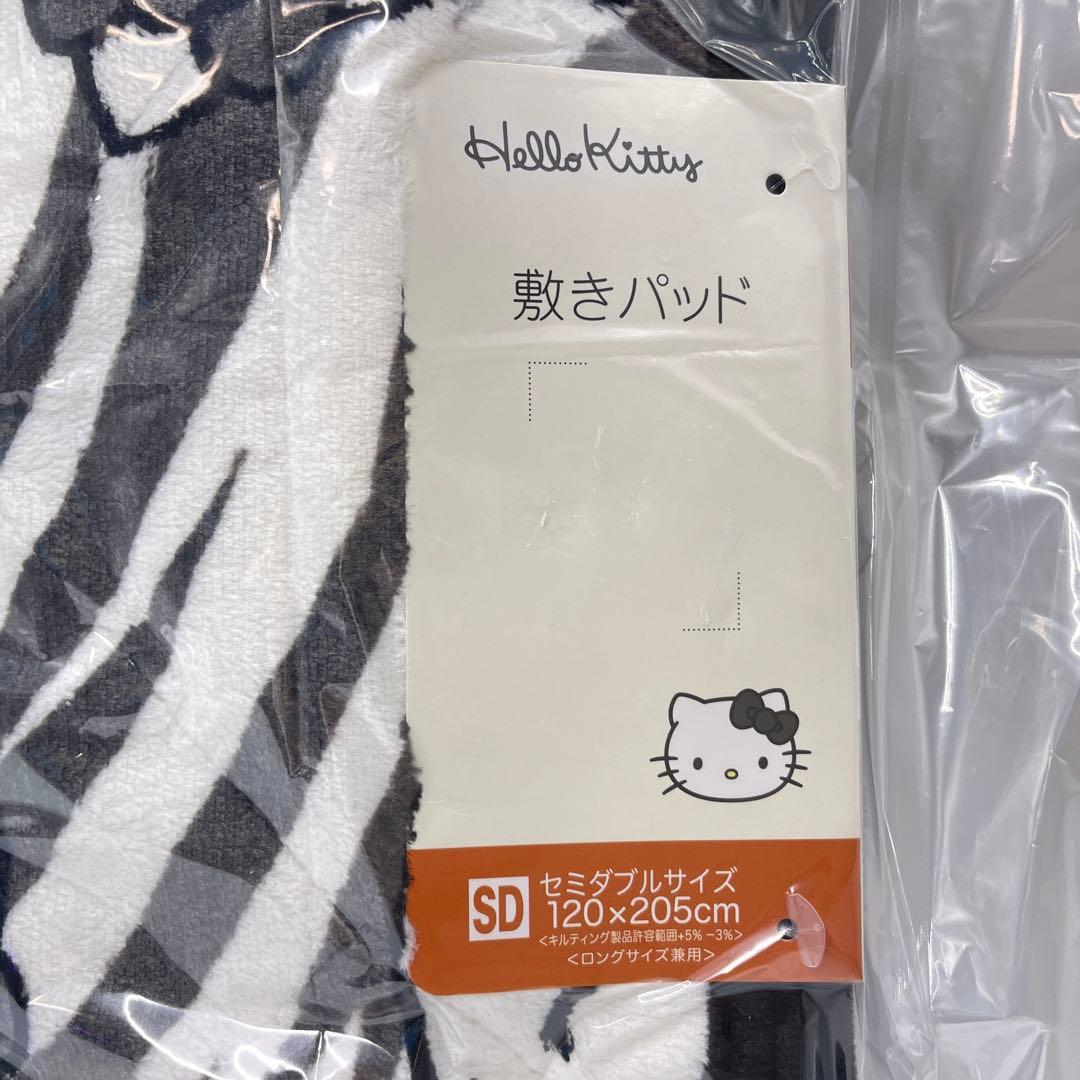 Hello Kitty
敷きパッド
SD
セミダブルサイズ
120×205cm
<キルティング製品許容範囲+5% −3%>
<ロングサイズ兼用>